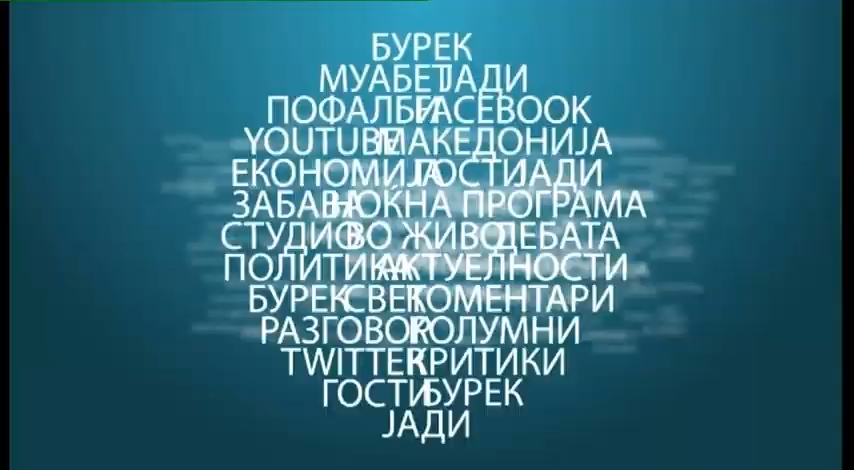 БУРЕК
МУАБЕТ ЈАДИ
ПОФАЛБИ FACEBOOK
YOUTUBE МАКЕДОНИЈА
ЕКОНОМИЈА ГОСТИ ЈАДИ
ЗАБАВА НОЌНА ПРОГРАМА
СТУДИО ВО ЖИВО ДЕБАТА
ПОЛИТИКА АКТУЕЛНОСТИ
БУРЕК СВЕТ КОМЕНТАРИ
РАЗГОВОР КОЛУМНИ
TWITTER КРИТИКИ
ГОСТИ БУРЕК
ЈАДИ